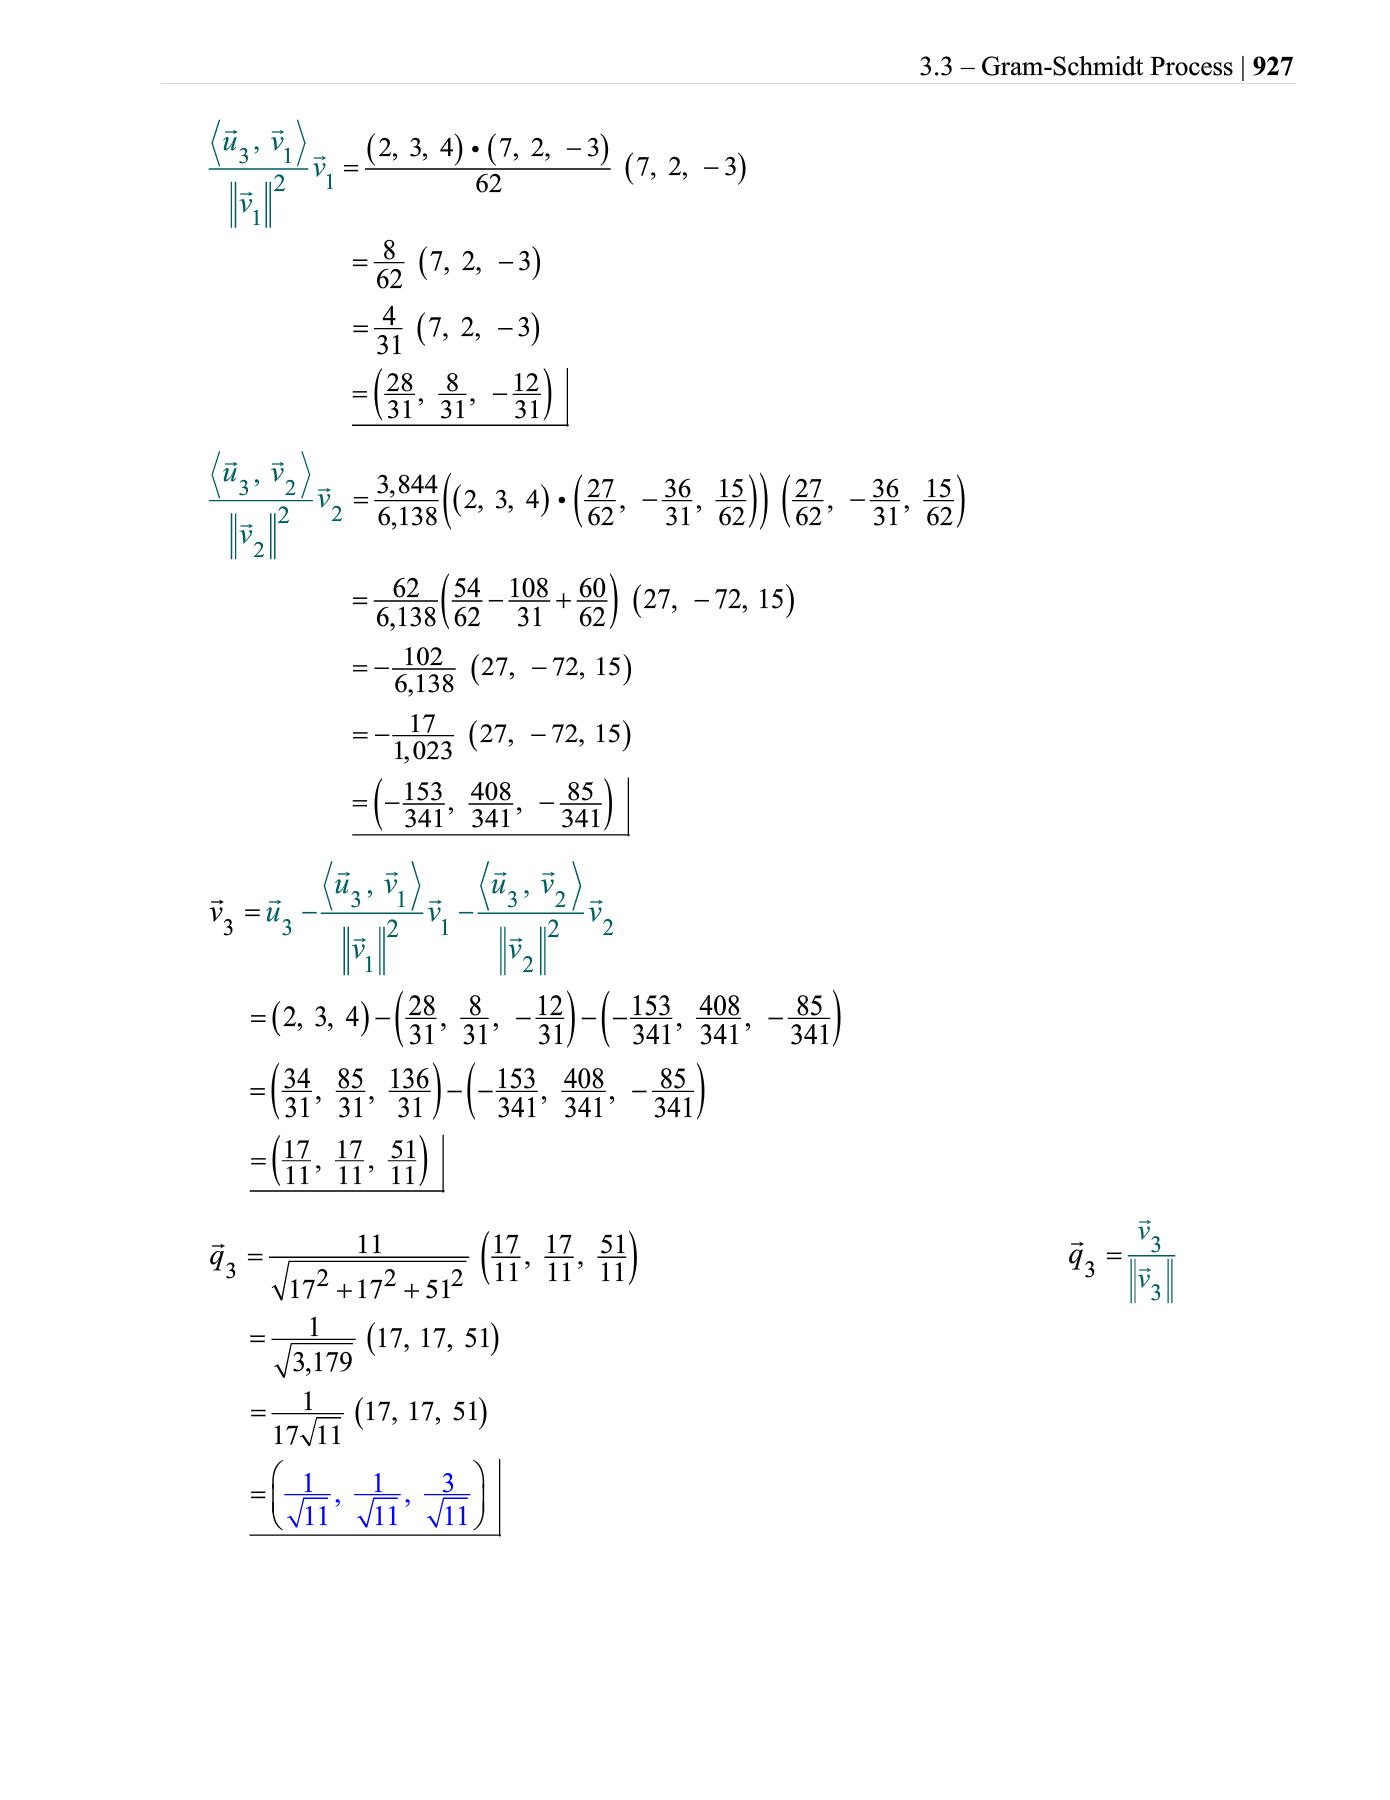 3.3 – Gram-Schmidt Process | 927
$\frac{\langle \vec{u}_3, \vec{v}_1 \rangle}{\|\vec{v}_1\|^2} \vec{v}_1 = \frac{(2, 3, 4) \bullet (7, 2, -3)}{62} (7, 2, -3)$
$= \frac{8}{62} (7, 2, -3)$
$= \frac{4}{31} (7, 2, -3)$
$= \left(\frac{28}{31}, \frac{8}{31}, -\frac{12}{31}\right)$
$\frac{\langle \vec{u}_3, \vec{v}_2 \rangle}{\|\vec{v}_2\|^2} \vec{v}_2 = \frac{3,844}{6,138} \left((2, 3, 4) \bullet \left(\frac{27}{62}, -\frac{36}{31}, \frac{15}{62}\right)\right) \left(\frac{27}{62}, -\frac{36}{31}, \frac{15}{62}\right)$
$= \frac{62}{6,138} \left(\frac{54}{62} - \frac{108}{31} + \frac{60}{62}\right) (27, -72, 15)$
$= -\frac{102}{6,138} (27, -72, 15)$
$= -\frac{17}{1,023} (27, -72, 15)$
$= \left(-\frac{153}{341}, \frac{408}{341}, -\frac{85}{341}\right)$
$\vec{v}_3 = \vec{u}_3 - \frac{\langle \vec{u}_3, \vec{v}_1 \rangle}{\|\vec{v}_1\|^2} \vec{v}_1 - \frac{\langle \vec{u}_3, \vec{v}_2 \rangle}{\|\vec{v}_2\|^2} \vec{v}_2$
$= (2, 3, 4) - \left(\frac{28}{31}, \frac{8}{31}, -\frac{12}{31}\right) - \left(-\frac{153}{341}, \frac{408}{341}, -\frac{85}{341}\right)$
$= \left(\frac{34}{31}, \frac{85}{31}, \frac{136}{31}\right) - \left(-\frac{153}{341}, \frac{408}{341}, -\frac{85}{341}\right)$
$= \left(\frac{17}{11}, \frac{17}{11}, \frac{51}{11}\right)$
$\vec{q}_3 = \frac{11}{\sqrt{17^2 + 17^2 + 51^2}} \left(\frac{17}{11}, \frac{17}{11}, \frac{51}{11}\right)$ $\vec{q}_3 = \frac{\vec{v}_3}{\|\vec{v}_3\|}$
$= \frac{1}{\sqrt{3,179}} (17, 17, 51)$
$= \frac{1}{17\sqrt{11}} (17, 17, 51)$
$= \left(\frac{1}{\sqrt{11}}, \frac{1}{\sqrt{11}}, \frac{3}{\sqrt{11}}\right)$